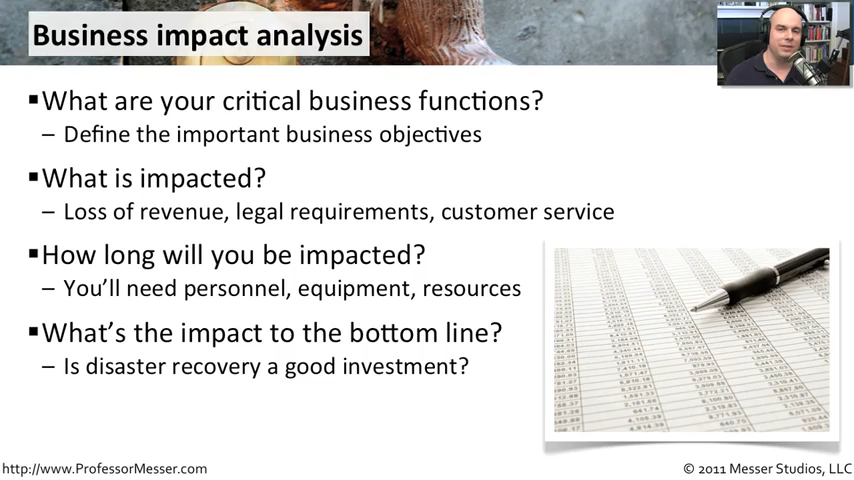 Business impact analysis
▪What are your critical business functions?
– Define the important business objectives
▪What is impacted?
– Loss of revenue, legal requirements, customer service
▪How long will you be impacted?
– You'll need personnel, equipment, resources
▪What's the impact to the bottom line?
– Is disaster recovery a good investment?
http://www.ProfessorMesser.com
© 2011 Messer Studios, LLC